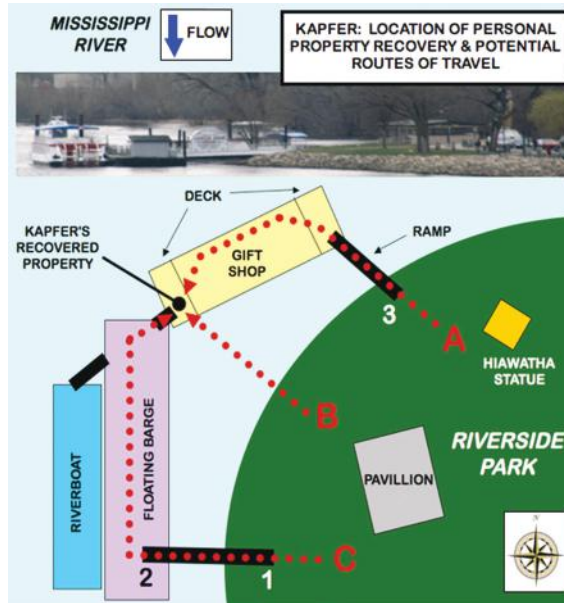 MISSISSIPPI
RIVER
FLOW
KAPFER: LOCATION OF PERSONAL
PROPERTY RECOVERY & POTENTIAL
ROUTES OF TRAVEL
DECK
KAPFER'S
RECOVERED
PROPERTY
GIFT
SHOP
RAMP
3
A
HIAWATHA
STATUE
B
RIVERSIDE
PARK
PAVILLION
RIVERBOAT
FLOATING BARGE
2
1
C
N